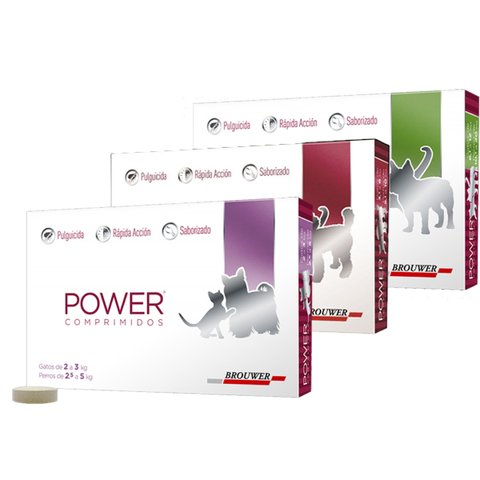 Pulguicida Rápida Acción Saborizado
Pulguicida Rápida Acción Saborizado
BROUWER
Pulguicida Rápida Acción Saborizado
POWER®
COMPRIMIDOS
Gatos de 2 a 3 kg
Perros de 2,5 a 5 kg
BROUWER